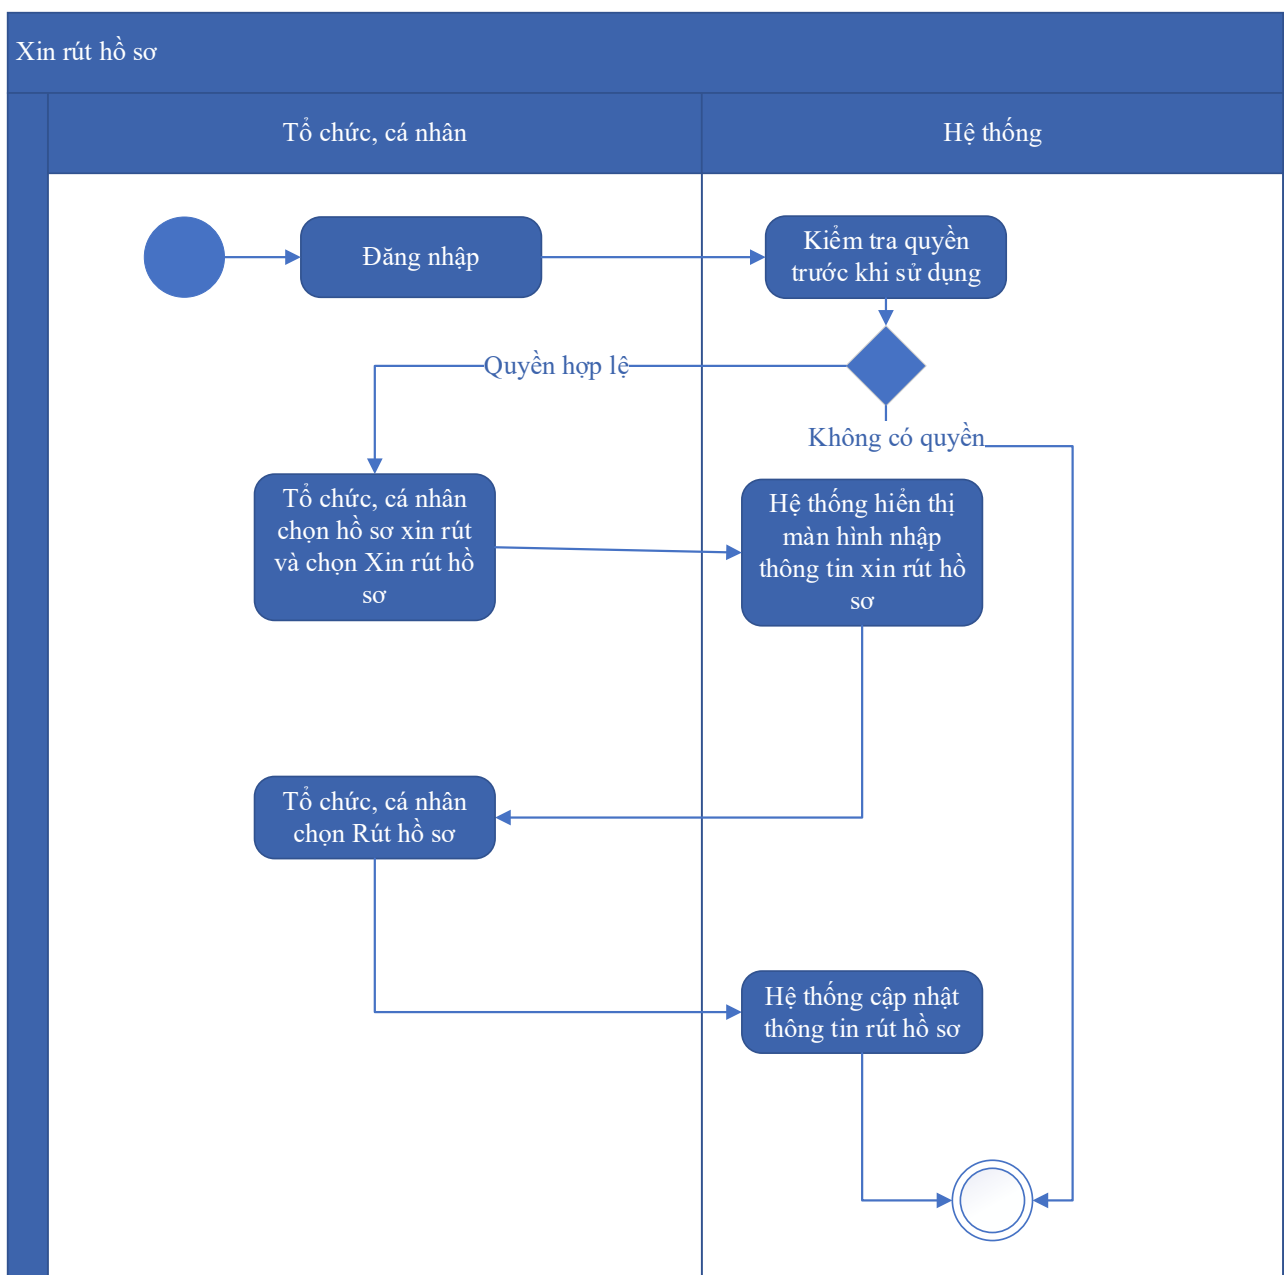 Xin rút hồ sơ
Tổ chức, cá nhân
Hệ thống
Đăng nhập
Kiểm tra quyền
trước khi sử dụng
Quyền hợp lệ
Không có quyền
Tổ chức, cá nhân
chọn hồ sơ xin rút
và chọn Xin rút hồ
sơ
Hệ thống hiển thị
màn hình nhập
thông tin xin rút hồ
sơ
Tổ chức, cá nhân
chọn Rút hồ sơ
Hệ thống cập nhật
thông tin rút hồ sơ